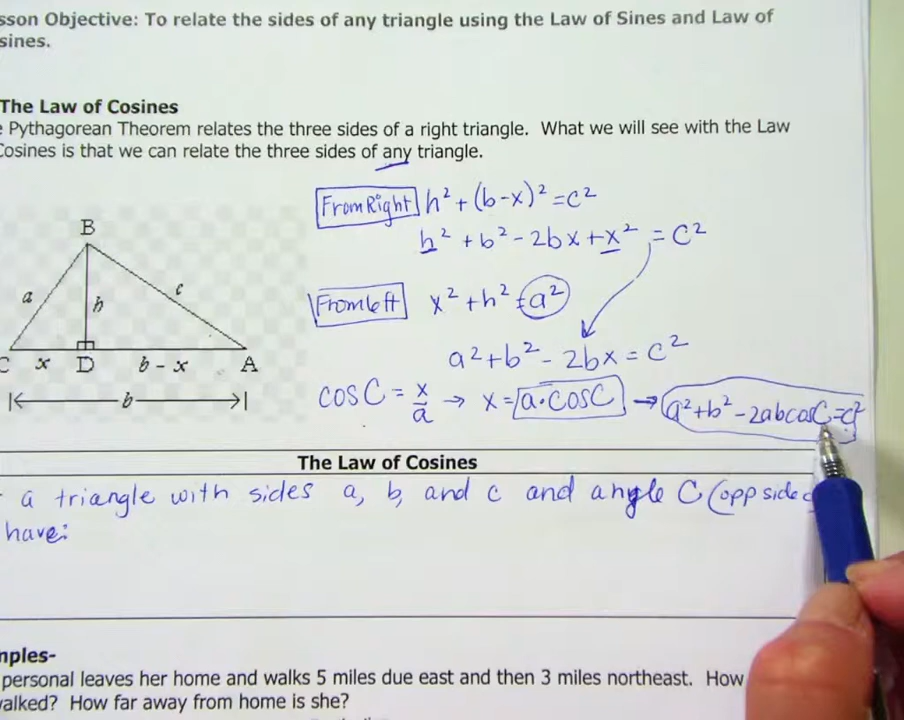 sson Objective: To relate the sides of any triangle using the Law of Sines and Law of
sines.
The Law of Cosines
e Pythagorean Theorem relates the three sides of a right triangle. What we will see with the Law
Cosines is that we can relate the three sides of any triangle.
From Right h² + (b-x)² = c²
h² + b² - 2bx + x² = c²
From left x² + h² = a²
a² + b² - 2bx = c²
cos C = x/a → x = a·cos C → a² + b² - 2abcosC = c²
B
a h c
C x D b - x A
b
The Law of Cosines
a triangle with sides a, b, and c and angle C (opp side c
have:
mples-
personal leaves her home and walks 5 miles due east and then 3 miles northeast. How
valked? How far away from home is she?